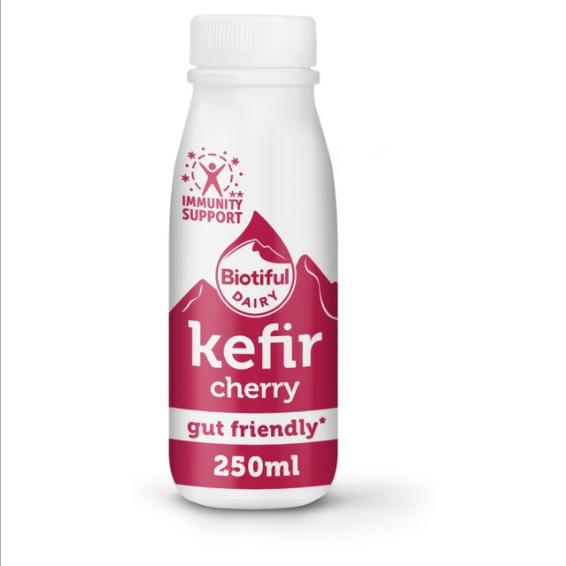 IMMUNITY**
SUPPORT
Biotiful
DAIRY
kefir
cherry
gut friendly*
250ml